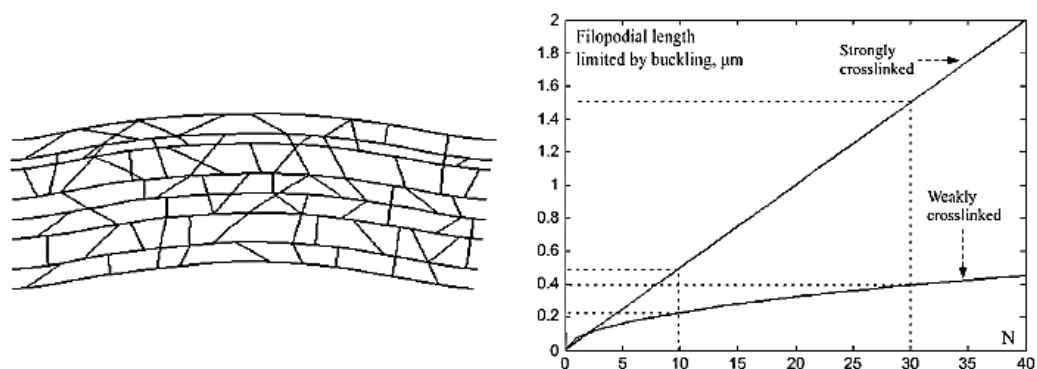 Filopodial length
limited by buckling, μm
Strongly
crosslinked
Weakly
crosslinked
N
2
1.8
1.6
1.4
1.2
1
0.8
0.6
0.4
0.2
0
0 5 10 15 20 25 30 35 40